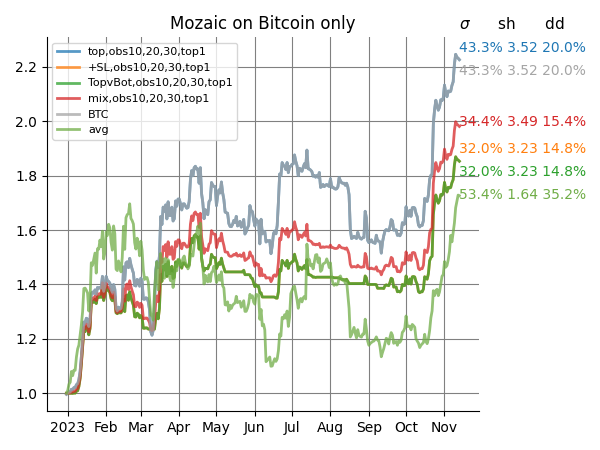 Mozaic on Bitcoin only
σ sh dd
top,obs10,20,30,top1
+SL,obs10,20,30,top1
TopvBot,obs10,20,30,top1
mix,obs10,20,30,top1
BTC
avg
43.3% 3.52 20.0%
43.3% 3.52 20.0%
34.4% 3.49 15.4%
32.0% 3.23 14.8%
32.0% 3.23 14.8%
53.4% 1.64 35.2%
2.2
2.0
1.8
1.6
1.4
1.2
1.0
2023 Feb Mar Apr May Jun Jul Aug Sep Oct Nov